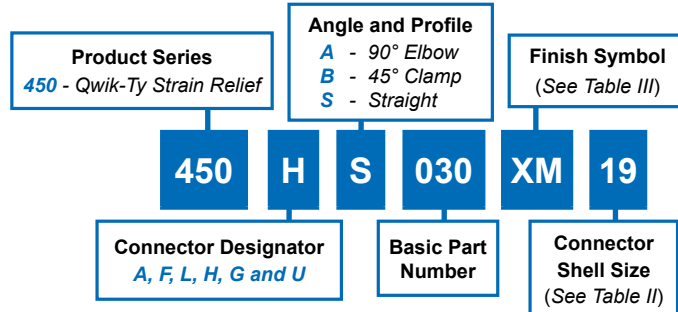 Product Series
450 - Qwik-Ty Strain Relief
Angle and Profile
A - 90° Elbow
B - 45° Clamp
S - Straight
Finish Symbol
(See Table III)
450 H S 030 XM 19
Connector Designator
A, F, L, H, G and U
Basic Part
Number
Connector
Shell Size
(See Table II)